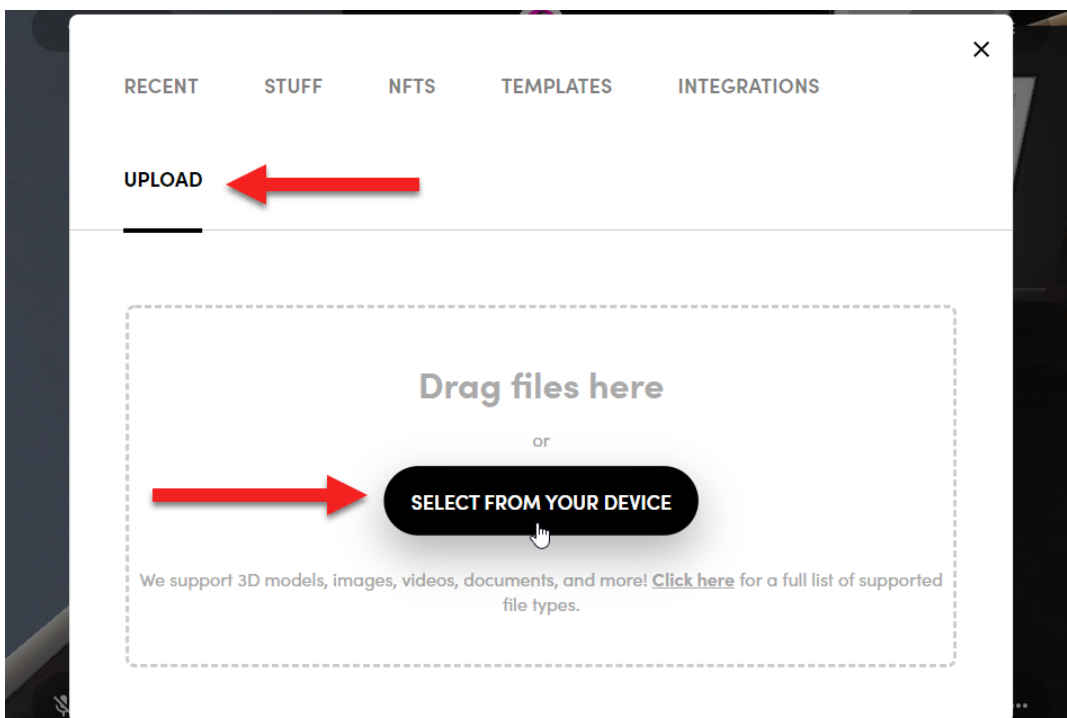 RECENT STUFF NFTS TEMPLATES INTEGRATIONS
UPLOAD
Drag files here
or
SELECT FROM YOUR DEVICE
We support 3D models, images, videos, documents, and more! Click here for a full list of supported
file types.